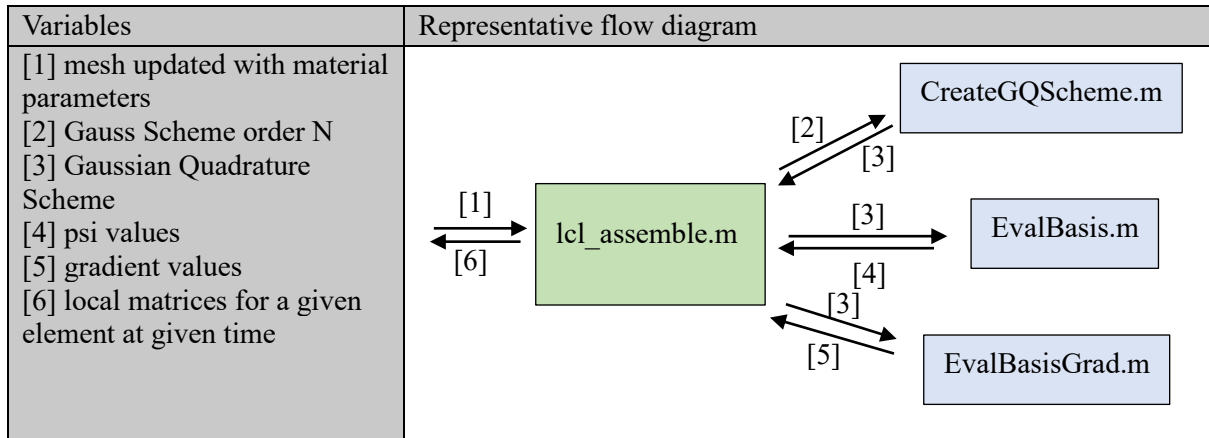 Variables
Representative flow diagram
[1] mesh updated with material
parameters
[2] Gauss Scheme order N
[3] Gaussian Quadrature
Scheme
[4] psi values
[5] gradient values
[6] local matrices for a given
element at given time
CreateGQScheme.m
[2]
[3]
[1]
lcl_assemble.m
[6]
[3]
EvalBasis.m
[4]
[3]
[5]
EvalBasisGrad.m